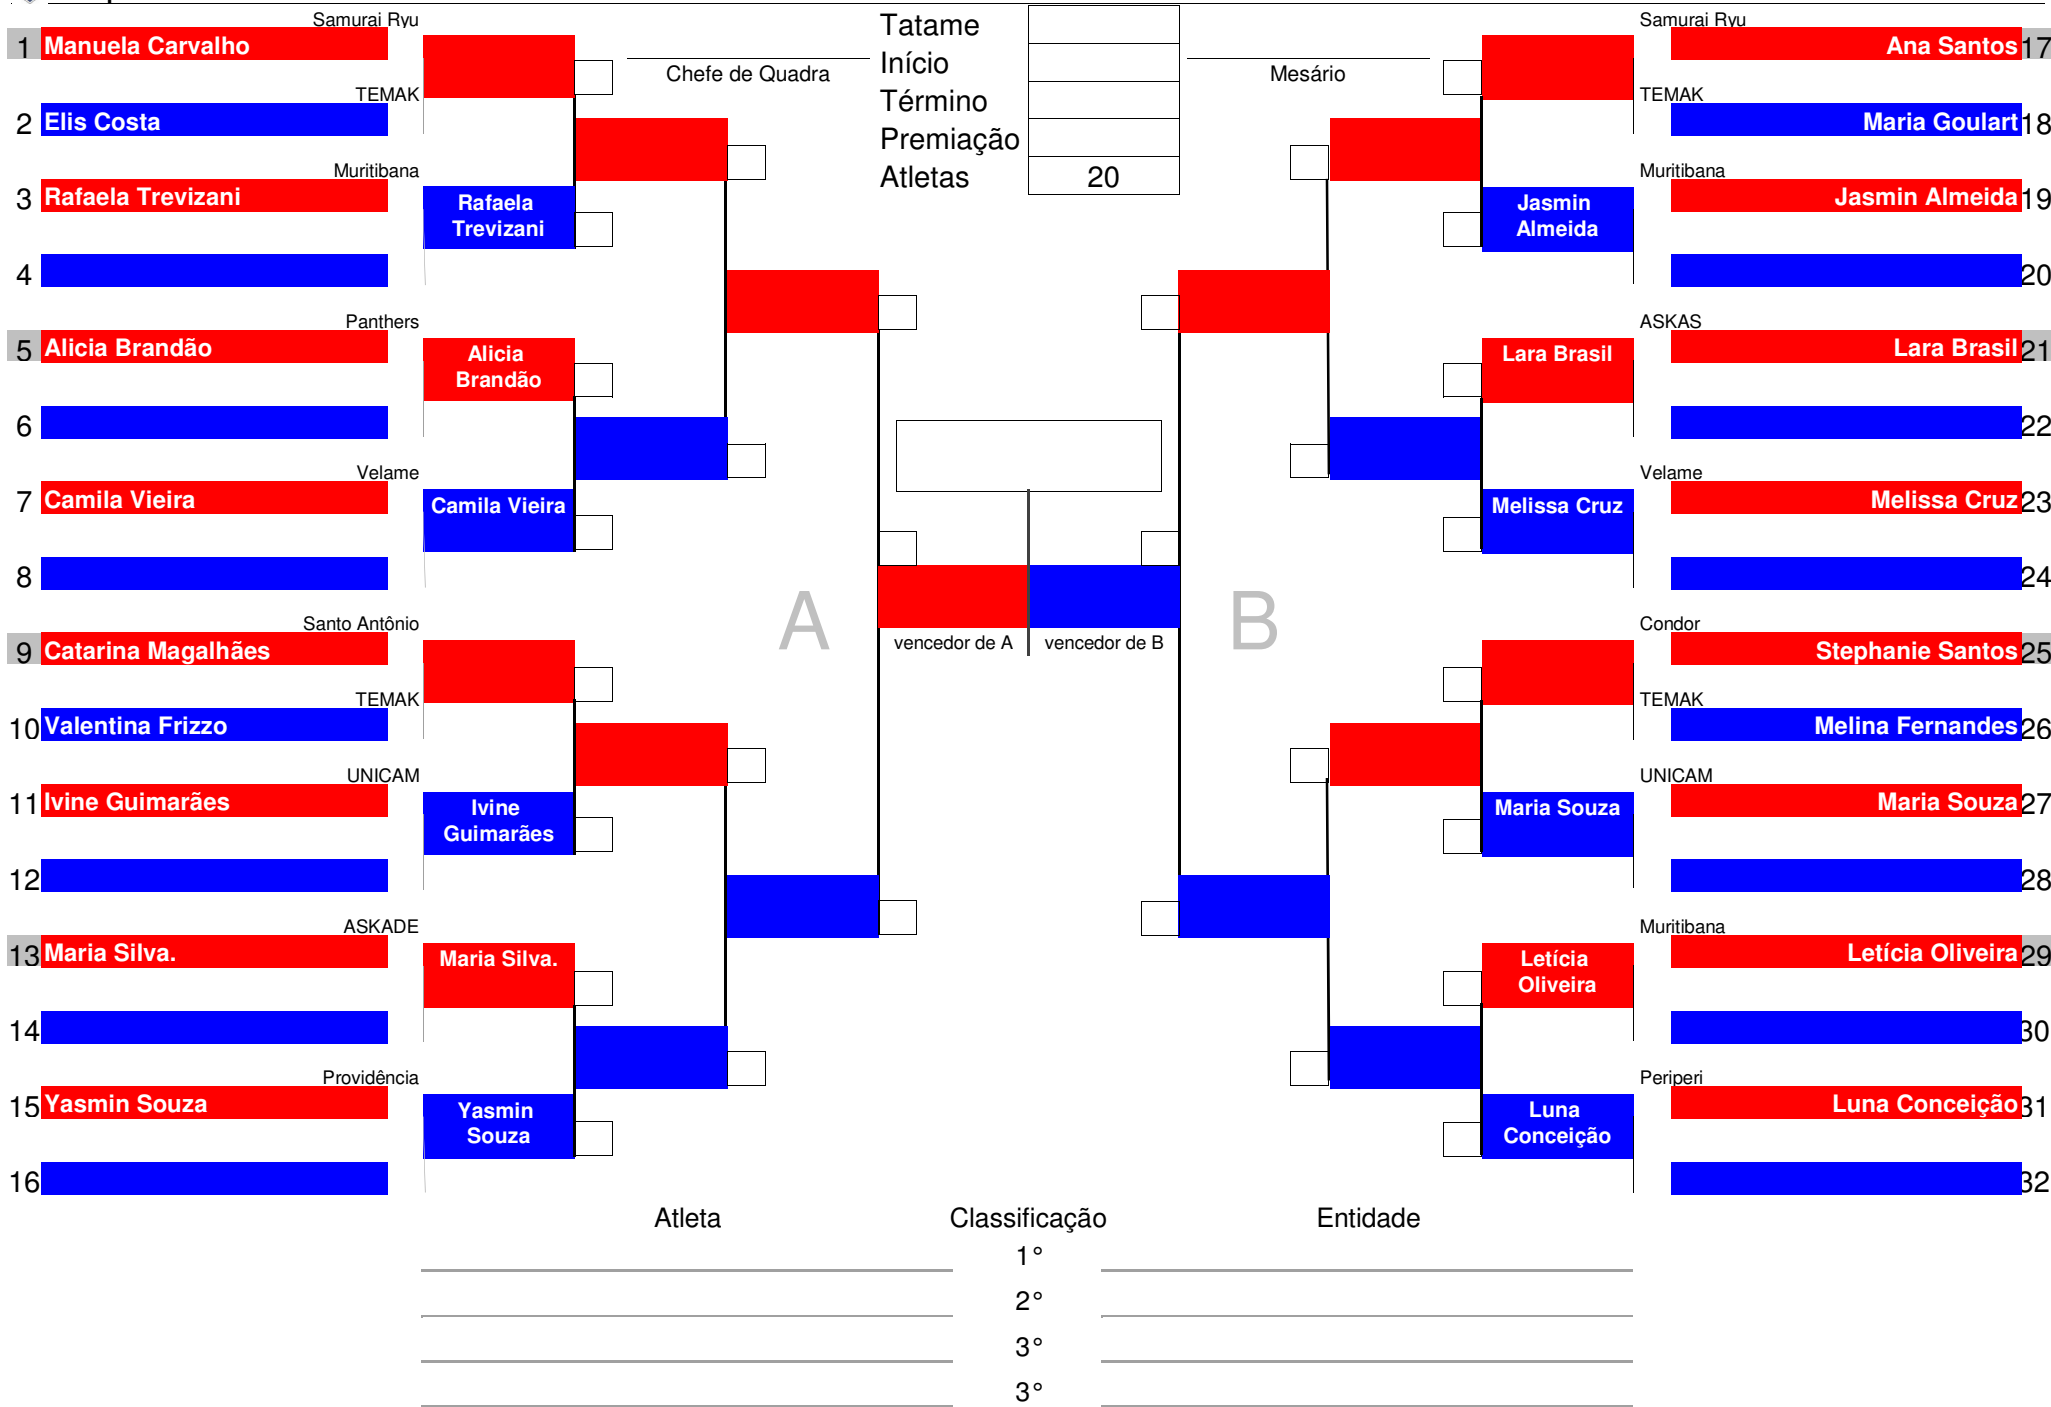 Samurai Ryu
1 Manuela Carvalho
TEMAK
2 Elis Costa
Muritibana
3 Rafaela Trevizani
4
Panthers
5 Alicia Brandão
6
Velame
7 Camila Vieira
8
Santo Antônio
9 Catarina Magalhães
TEMAK
10 Valentina Frizzo
UNICAM
11 Ivine Guimarães
12
ASKADE
13 Maria Silva.
14
Providência
15 Yasmin Souza
16
Rafaela
Trevizani
Alicia
Brandão
Camila Vieira
Ivine
Guimarães
Maria Silva.
Yasmin
Souza
Chefe de Quadra
Tatame
Início
Término
Premiação
Atletas 20
Mesário
A
vencedor de A
vencedor de B
B
Jasmin
Almeida
Lara Brasil
Melissa Cruz
Maria Souza
Letícia
Oliveira
Luna
Conceição
Samurai Ryu
Ana Santos 17
TEMAK
Maria Goulart 18
Muritibana
Jasmin Almeida 19
20
ASKAS
Lara Brasil 21
22
Velame
Melissa Cruz 23
24
Condor
Stephanie Santos 25
TEMAK
Melina Fernandes 26
UNICAM
Maria Souza 27
28
Muritibana
Letícia Oliveira 29
30
Periperi
Luna Conceição 31
32
Atleta Classificação Entidade
1°
2°
3°
3°